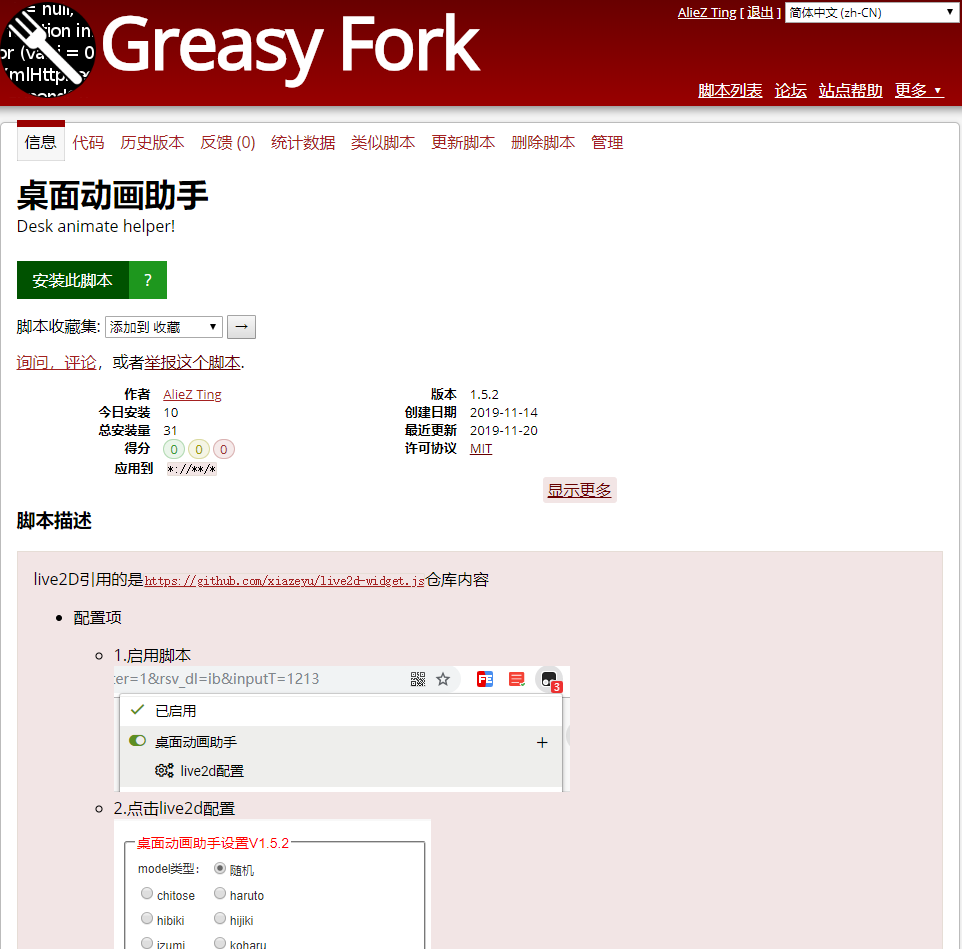 = null,
tion in
or (va i = 0
XmlHttp
Greasy Fork
AlieZ Ting [ 退出 ] 简体中文 (zh-CN)
脚本列表 论坛 站点帮助 更多
信息 代码 历史版本 反馈 (0) 统计数据 类似脚本 更新脚本 删除脚本 管理
桌面动画助手
Desk animate helper!
安装此脚本 ?
脚本收藏集: 添加到 收藏 →
询问，评论，或者举报这个脚本.
作者 AlieZ Ting 版本 1.5.2
今日安装 10 创建日期 2019-11-14
总安装量 31 最近更新 2019-11-20
得分 0 0 0 许可协议 MIT
应用到 *://**/*
显示更多
脚本描述
live2D引用的是https://github.com/xiazeyu/live2d-widget.js仓库内容
配置项
1.启用脚本
ter=1&rsv_dl=ib&inputT=1213 FE 3
已启用
桌面动画助手 +
live2d配置
2.点击live2d配置
桌面动画助手设置V1.5.2
model类型: 随机
chitose haruto
hibiki hijiki
izumi koharu